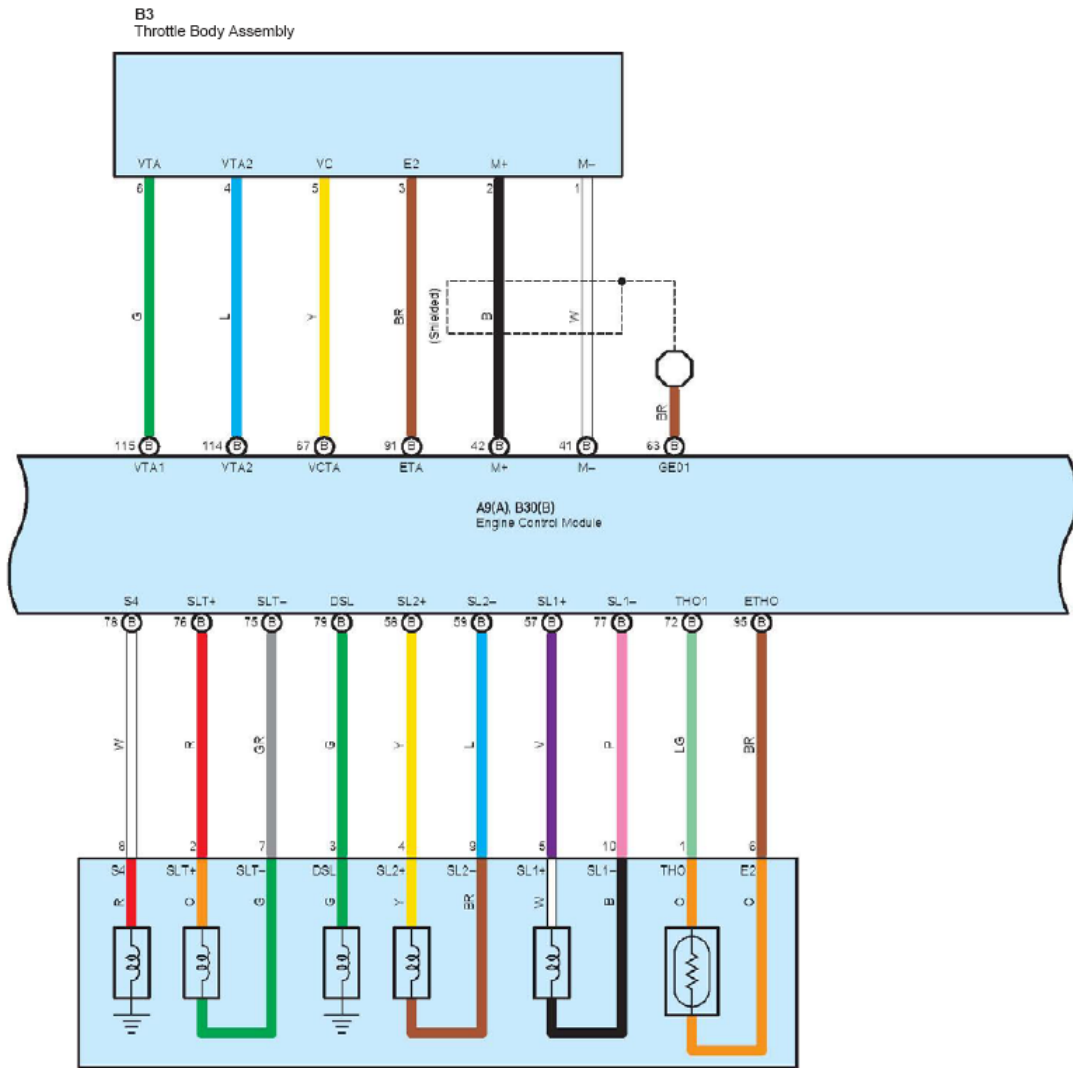 B3
Throttle Body Assembly
VTA VTA2 VC E2 M+ M−
6 4 5 3 2 1
(Shielded)
G L Y BR B W
BR
115 B 114 B 67 B 91 B 42 B 41 B 63 B
VTA1 VTA2 VCTA ETA M+ M− GE01
A9(A), B30(B)
Engine Control Module
S4 SLT+ SLT− DSL SL2+ SL2− SL1+ SL1− THO1 ETHO
78 B 76 B 75 B 79 B 58 B 59 B 57 B 77 B 72 B 95 B
W R GR G Y L V P LG BR
8 2 7 3 4 9 5 10 1 6
S4 SLT+ SLT− DSL SL2+ SL2− SL1+ SL1− THO E2
R O G G Y BR W B O O